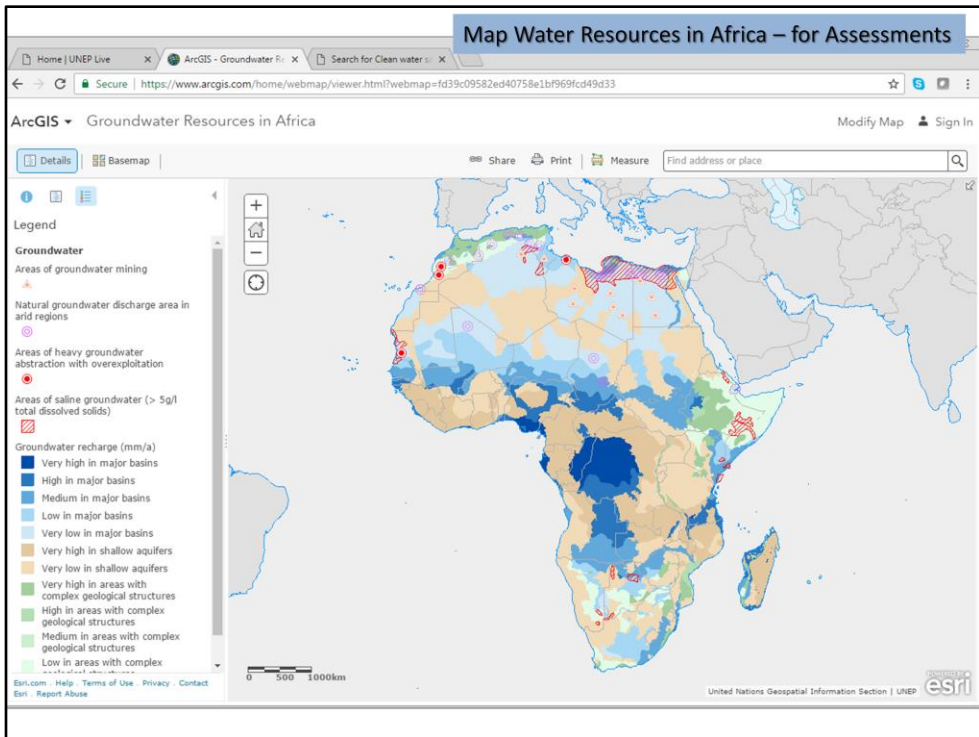 Map Water Resources in Africa – for Assessments
Home | UNEP Live
ArcGIS - Groundwater Re
Search for Clean water sa
Secure | https://www.arcgis.com/home/webmap/viewer.html?webmap=fd39c09582ed40758e1bf969fcd49d33
ArcGIS Groundwater Resources in Africa
Modify Map Sign In
Details Basemap Share Print Measure Find address or place
Legend
Groundwater
Areas of groundwater mining
Natural groundwater discharge area in
arid regions
Areas of heavy groundwater
abstraction with overexploitation
Areas of saline groundwater (> 5g/l
total dissolved solids)
Groundwater recharge (mm/a)
Very high in major basins
High in major basins
Medium in major basins
Low in major basins
Very low in major basins
Very high in shallow aquifers
Very low in shallow aquifers
Very high in areas with
complex geological structures
High in areas with complex
geological structures
Medium in areas with complex
geological structures
Low in areas with complex
Esri.com . Help . Terms of Use . Privacy . Contact
Esri . Report Abuse
0 500 1000km
United Nations Geospatial Information Section | UNEP
esri